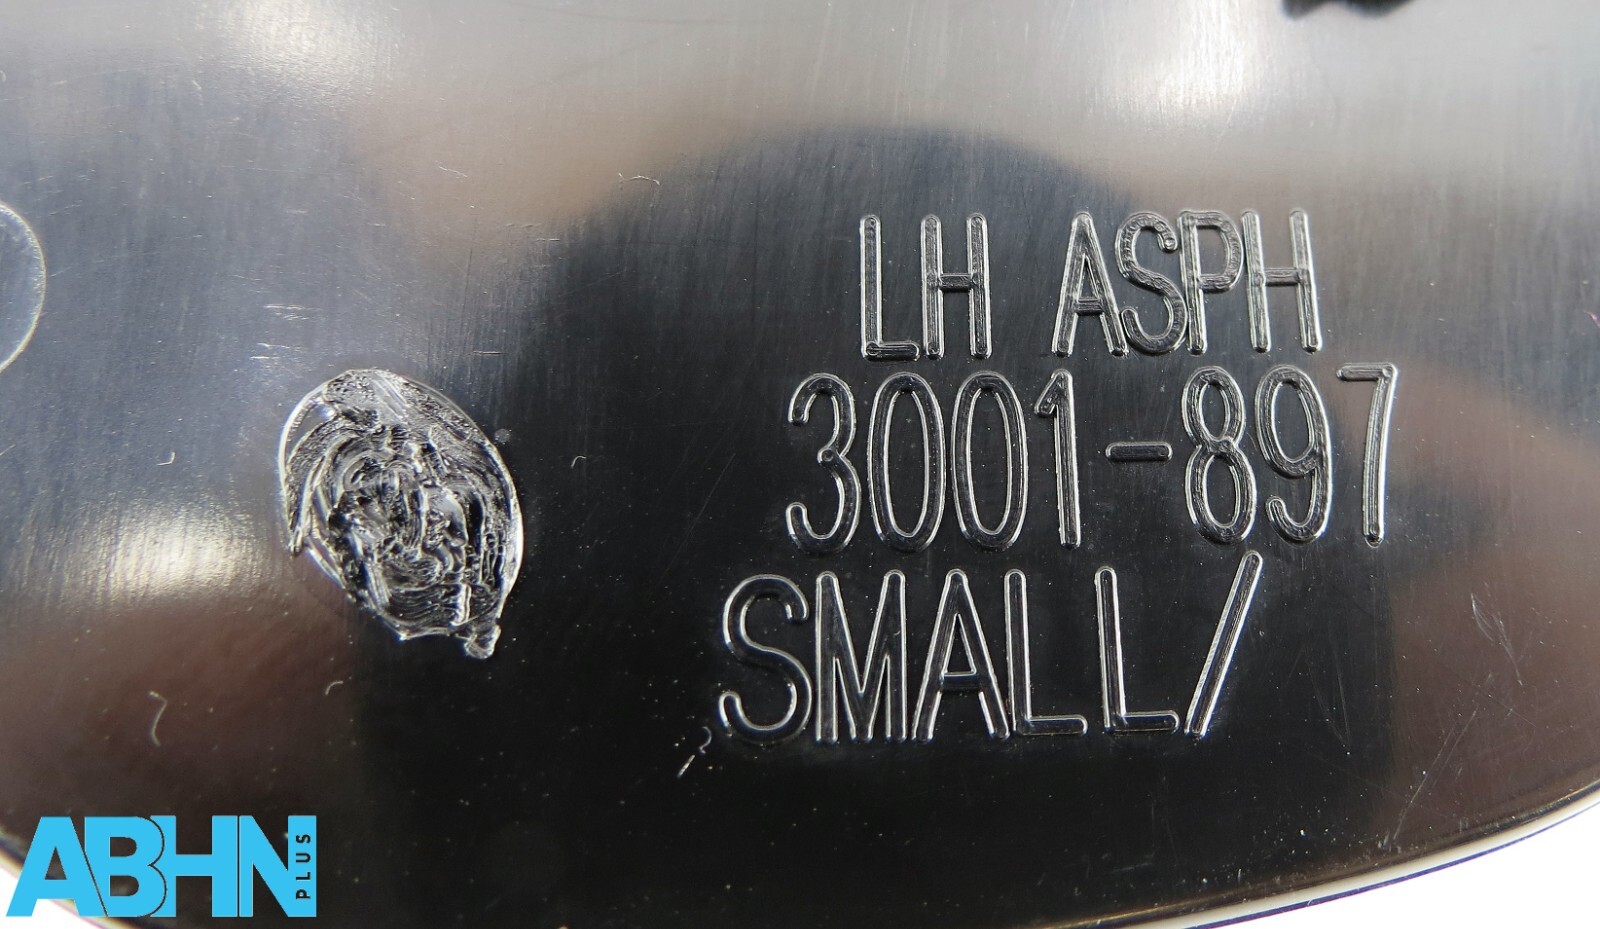 LH ASPH
3001-897
SMALL/
ABHN PLUS